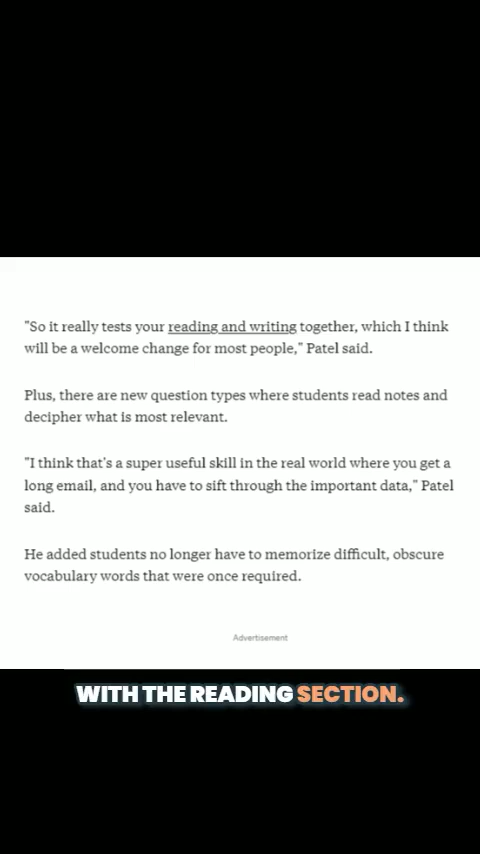 "So it really tests your reading and writing together, which I think
will be a welcome change for most people," Patel said.
Plus, there are new question types where students read notes and
decipher what is most relevant.
"I think that's a super useful skill in the real world where you get a
long email, and you have to sift through the important data," Patel
said.
He added students no longer have to memorize difficult, obscure
vocabulary words that were once required.
Advertisement
WITH THE READING SECTION.